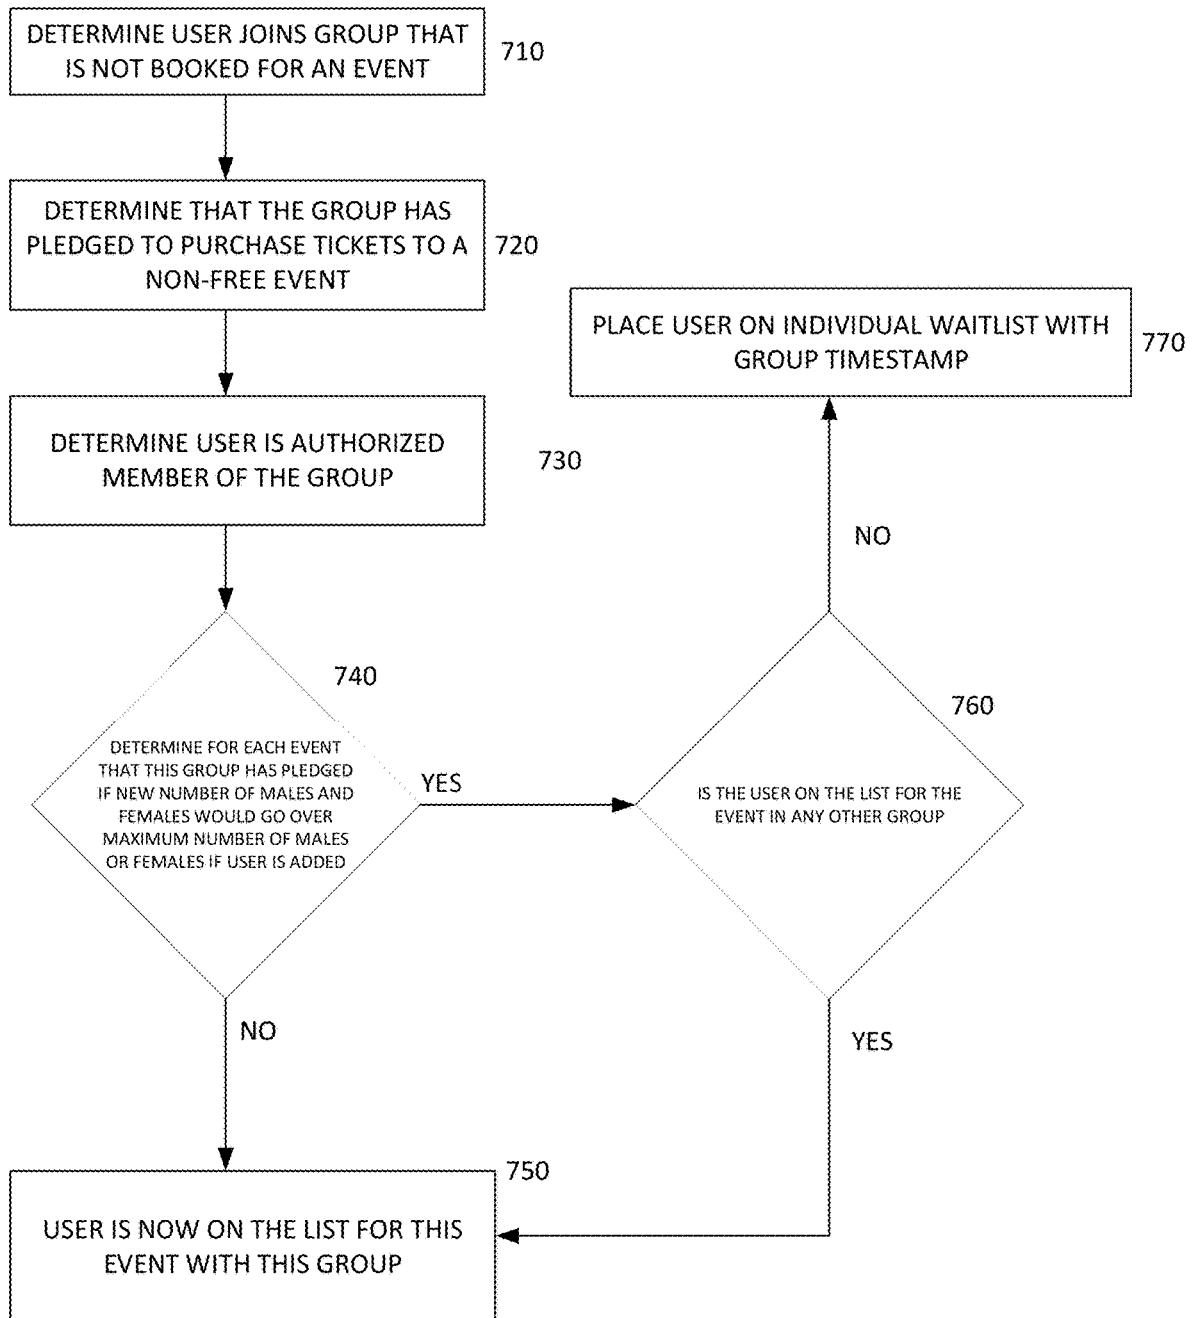 DETERMINE USER JOINS GROUP THAT
IS NOT BOOKED FOR AN EVENT
710
DETERMINE THAT THE GROUP HAS
PLEDGED TO PURCHASE TICKETS TO A
NON-FREE EVENT
720
PLACE USER ON INDIVIDUAL WAITLIST WITH
GROUP TIMESTAMP
770
DETERMINE USER IS AUTHORIZED
MEMBER OF THE GROUP
730
NO
740
DETERMINE FOR EACH EVENT
THAT THIS GROUP HAS PLEDGED
IF NEW NUMBER OF MALES AND
FEMALES WOULD GO OVER
MAXIMUM NUMBER OF MALES
OR FEMALES IF USER IS ADDED
YES
760
IS THE USER ON THE LIST FOR THE
EVENT IN ANY OTHER GROUP
NO
YES
750
USER IS NOW ON THE LIST FOR THIS
EVENT WITH THIS GROUP